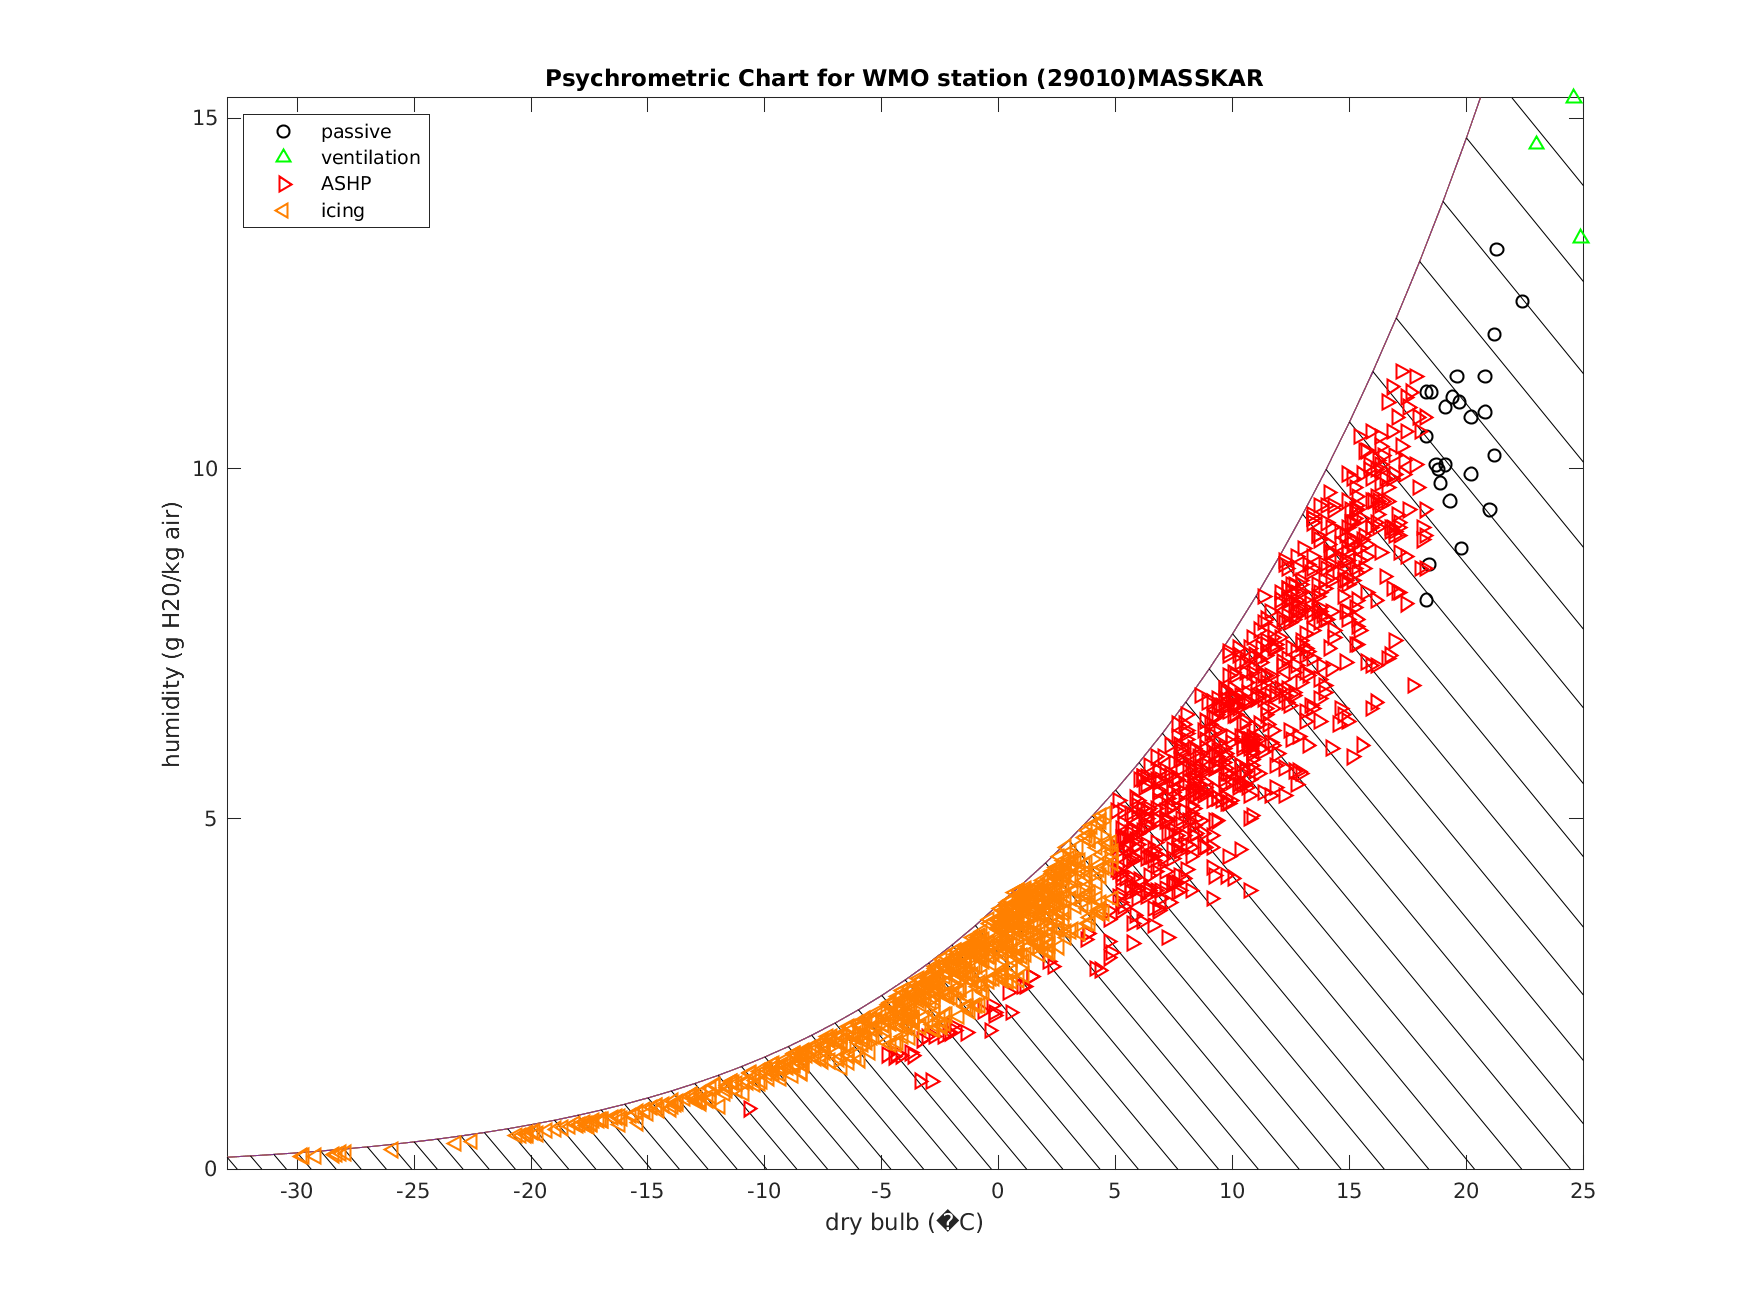 Psychrometric Chart for WMO station (29010)MASSKAR
passive
ventilation
ASHP
icing
humidity (g H20/kg air)
15
10
5
0
-30 -25 -20 -15 -10 -5 0 5 10 15 20 25
dry bulb (�C)